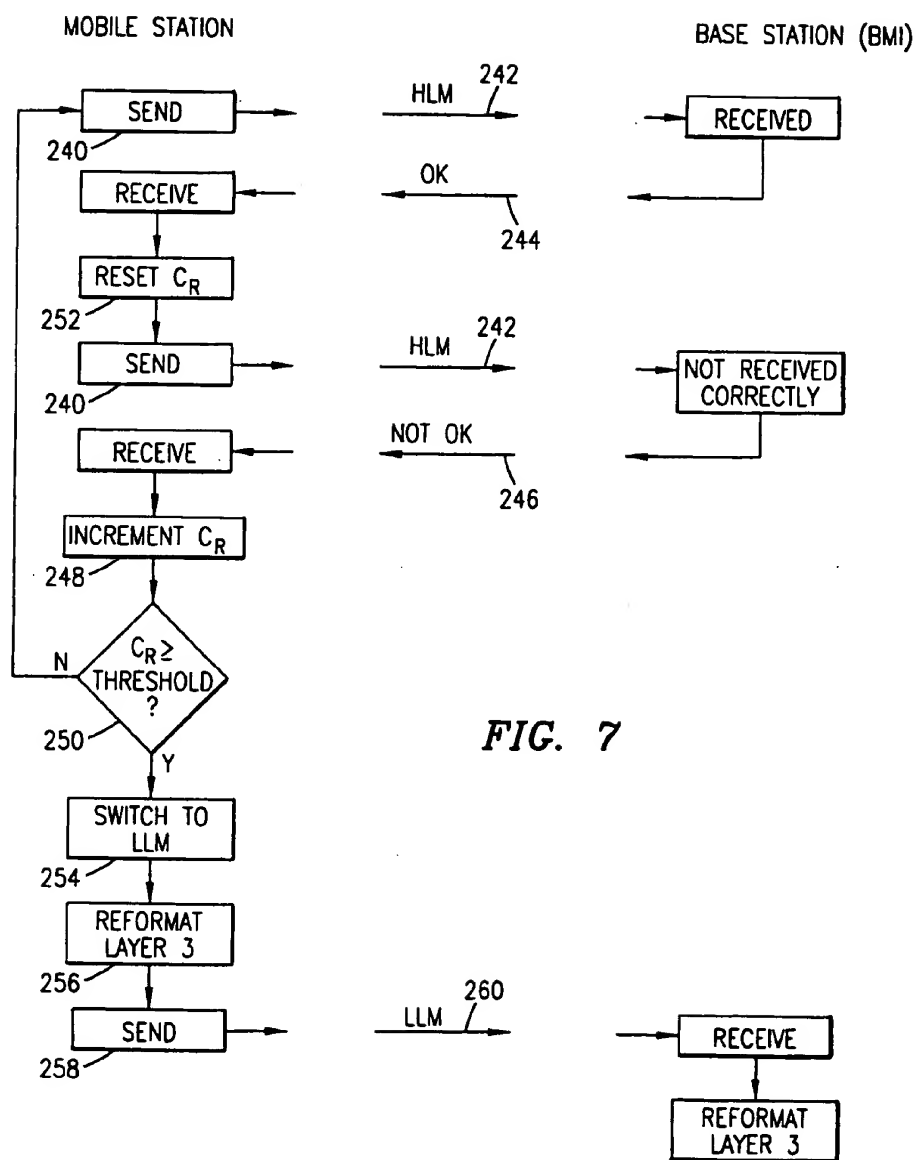 MOBILE STATION
BASE STATION (BMI)
SEND
240
HLM
242
RECEIVED
RECEIVE
OK
244
RESET C_R
252
SEND
240
HLM
242
NOT RECEIVED
CORRECTLY
RECEIVE
NOT OK
246
INCREMENT C_R
248
C_R ≥
THRESHOLD
?
N
250
Y
FIG. 7
SWITCH TO
LLM
254
REFORMAT
LAYER 3
256
SEND
258
LLM
260
RECEIVE
REFORMAT
LAYER 3